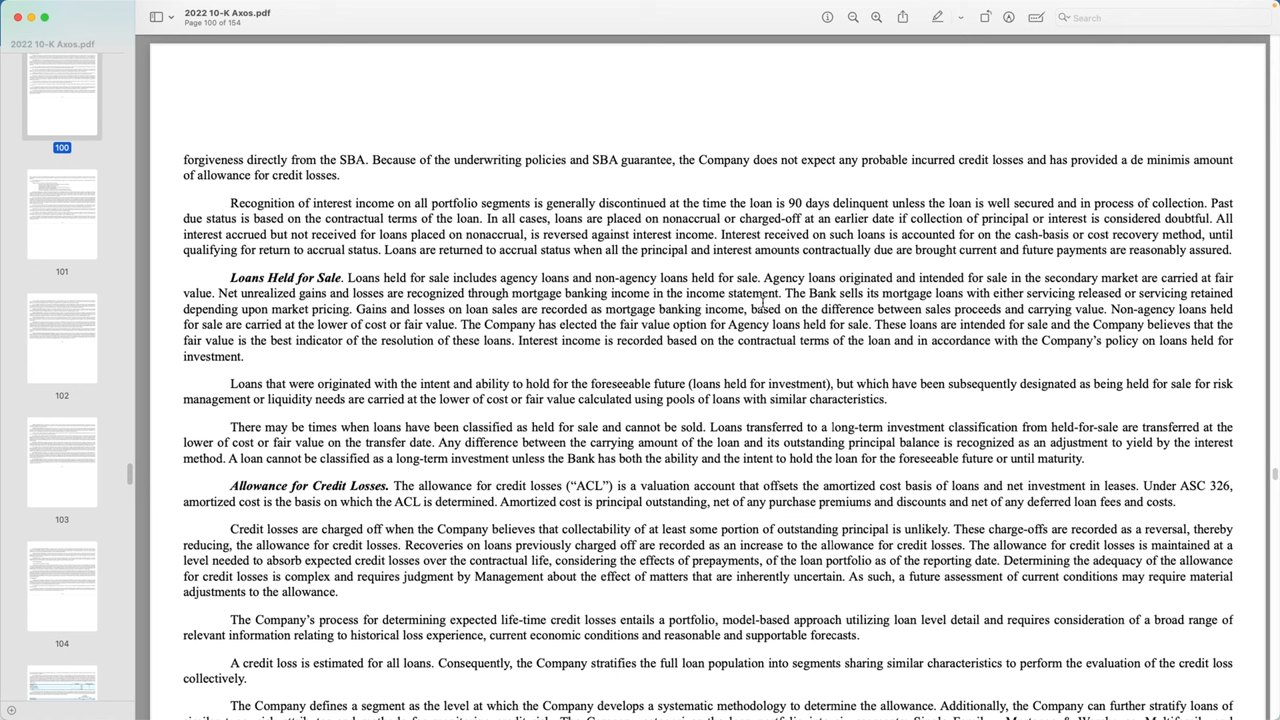 2022 10-K Axos.pdf
Page 100 of 154
Search
2022 10-K Axos.pdf
100
101
102
103
104
forgiveness directly from the SBA. Because of the underwriting policies and SBA guarantee, the Company does not expect any probable incurred credit losses and has provided a de minimis amount
of allowance for credit losses.
Recognition of interest income on all portfolio segments is generally discontinued at the time the loan is 90 days delinquent unless the loan is well secured and in process of collection. Past
due status is based on the contractual terms of the loan. In all cases, loans are placed on nonaccrual or charged-off at an earlier date if collection of principal or interest is considered doubtful. All
interest accrued but not received for loans placed on nonaccrual, is reversed against interest income. Interest received on such loans is accounted for on the cash-basis or cost recovery method, until
qualifying for return to accrual status. Loans are returned to accrual status when all the principal and interest amounts contractually due are brought current and future payments are reasonably assured.
Loans Held for Sale. Loans held for sale includes agency loans and non-agency loans held for sale. Agency loans originated and intended for sale in the secondary market are carried at fair
value. Net unrealized gains and losses are recognized through mortgage banking income in the income statement. The Bank sells its mortgage loans with either servicing released or servicing retained
depending upon market pricing. Gains and losses on loan sales are recorded as mortgage banking income, based on the difference between sales proceeds and carrying value. Non-agency loans held
for sale are carried at the lower of cost or fair value. The Company has elected the fair value option for Agency loans held for sale. These loans are intended for sale and the Company believes that the
fair value is the best indicator of the resolution of these loans. Interest income is recorded based on the contractual terms of the loan and in accordance with the Company's policy on loans held for
investment.
Loans that were originated with the intent and ability to hold for the foreseeable future (loans held for investment), but which have been subsequently designated as being held for sale for risk
management or liquidity needs are carried at the lower of cost or fair value calculated using pools of loans with similar characteristics.
There may be times when loans have been classified as held for sale and cannot be sold. Loans transferred to a long-term investment classification from held-for-sale are transferred at the
lower of cost or fair value on the transfer date. Any difference between the carrying amount of the loan and its outstanding principal balance is recognized as an adjustment to yield by the interest
method. A loan cannot be classified as a long-term investment unless the Bank has both the ability and the intent to hold the loan for the foreseeable future or until maturity.
Allowance for Credit Losses. The allowance for credit losses (“ACL”) is a valuation account that offsets the amortized cost basis of loans and net investment in leases. Under ASC 326,
amortized cost is the basis on which the ACL is determined. Amortized cost is principal outstanding, net of any purchase premiums and discounts and net of any deferred loan fees and costs.
Credit losses are charged off when the Company believes that collectability of at least some portion of outstanding principal is unlikely. These charge-offs are recorded as a reversal, thereby
reducing, the allowance for credit losses. Recoveries on loans previously charged off are recorded as an increase to the allowance for credit losses. The allowance for credit losses is maintained at a
level needed to absorb expected credit losses over the contractual life, considering the effects of prepayments, of the loan portfolio as of the reporting date. Determining the adequacy of the allowance
for credit losses is complex and requires judgment by Management about the effect of matters that are inherently uncertain. As such, a future assessment of current conditions may require material
adjustments to the allowance.
The Company's process for determining expected life-time credit losses entails a portfolio, model-based approach utilizing loan level detail and requires consideration of a broad range of
relevant information relating to historical loss experience, current economic conditions and reasonable and supportable forecasts.
A credit loss is estimated for all loans. Consequently, the Company stratifies the full loan population into segments sharing similar characteristics to perform the evaluation of the credit loss
collectively.
The Company defines a segment as the level at which the Company develops a systematic methodology to determine the allowance. Additionally, the Company can further stratify loans of